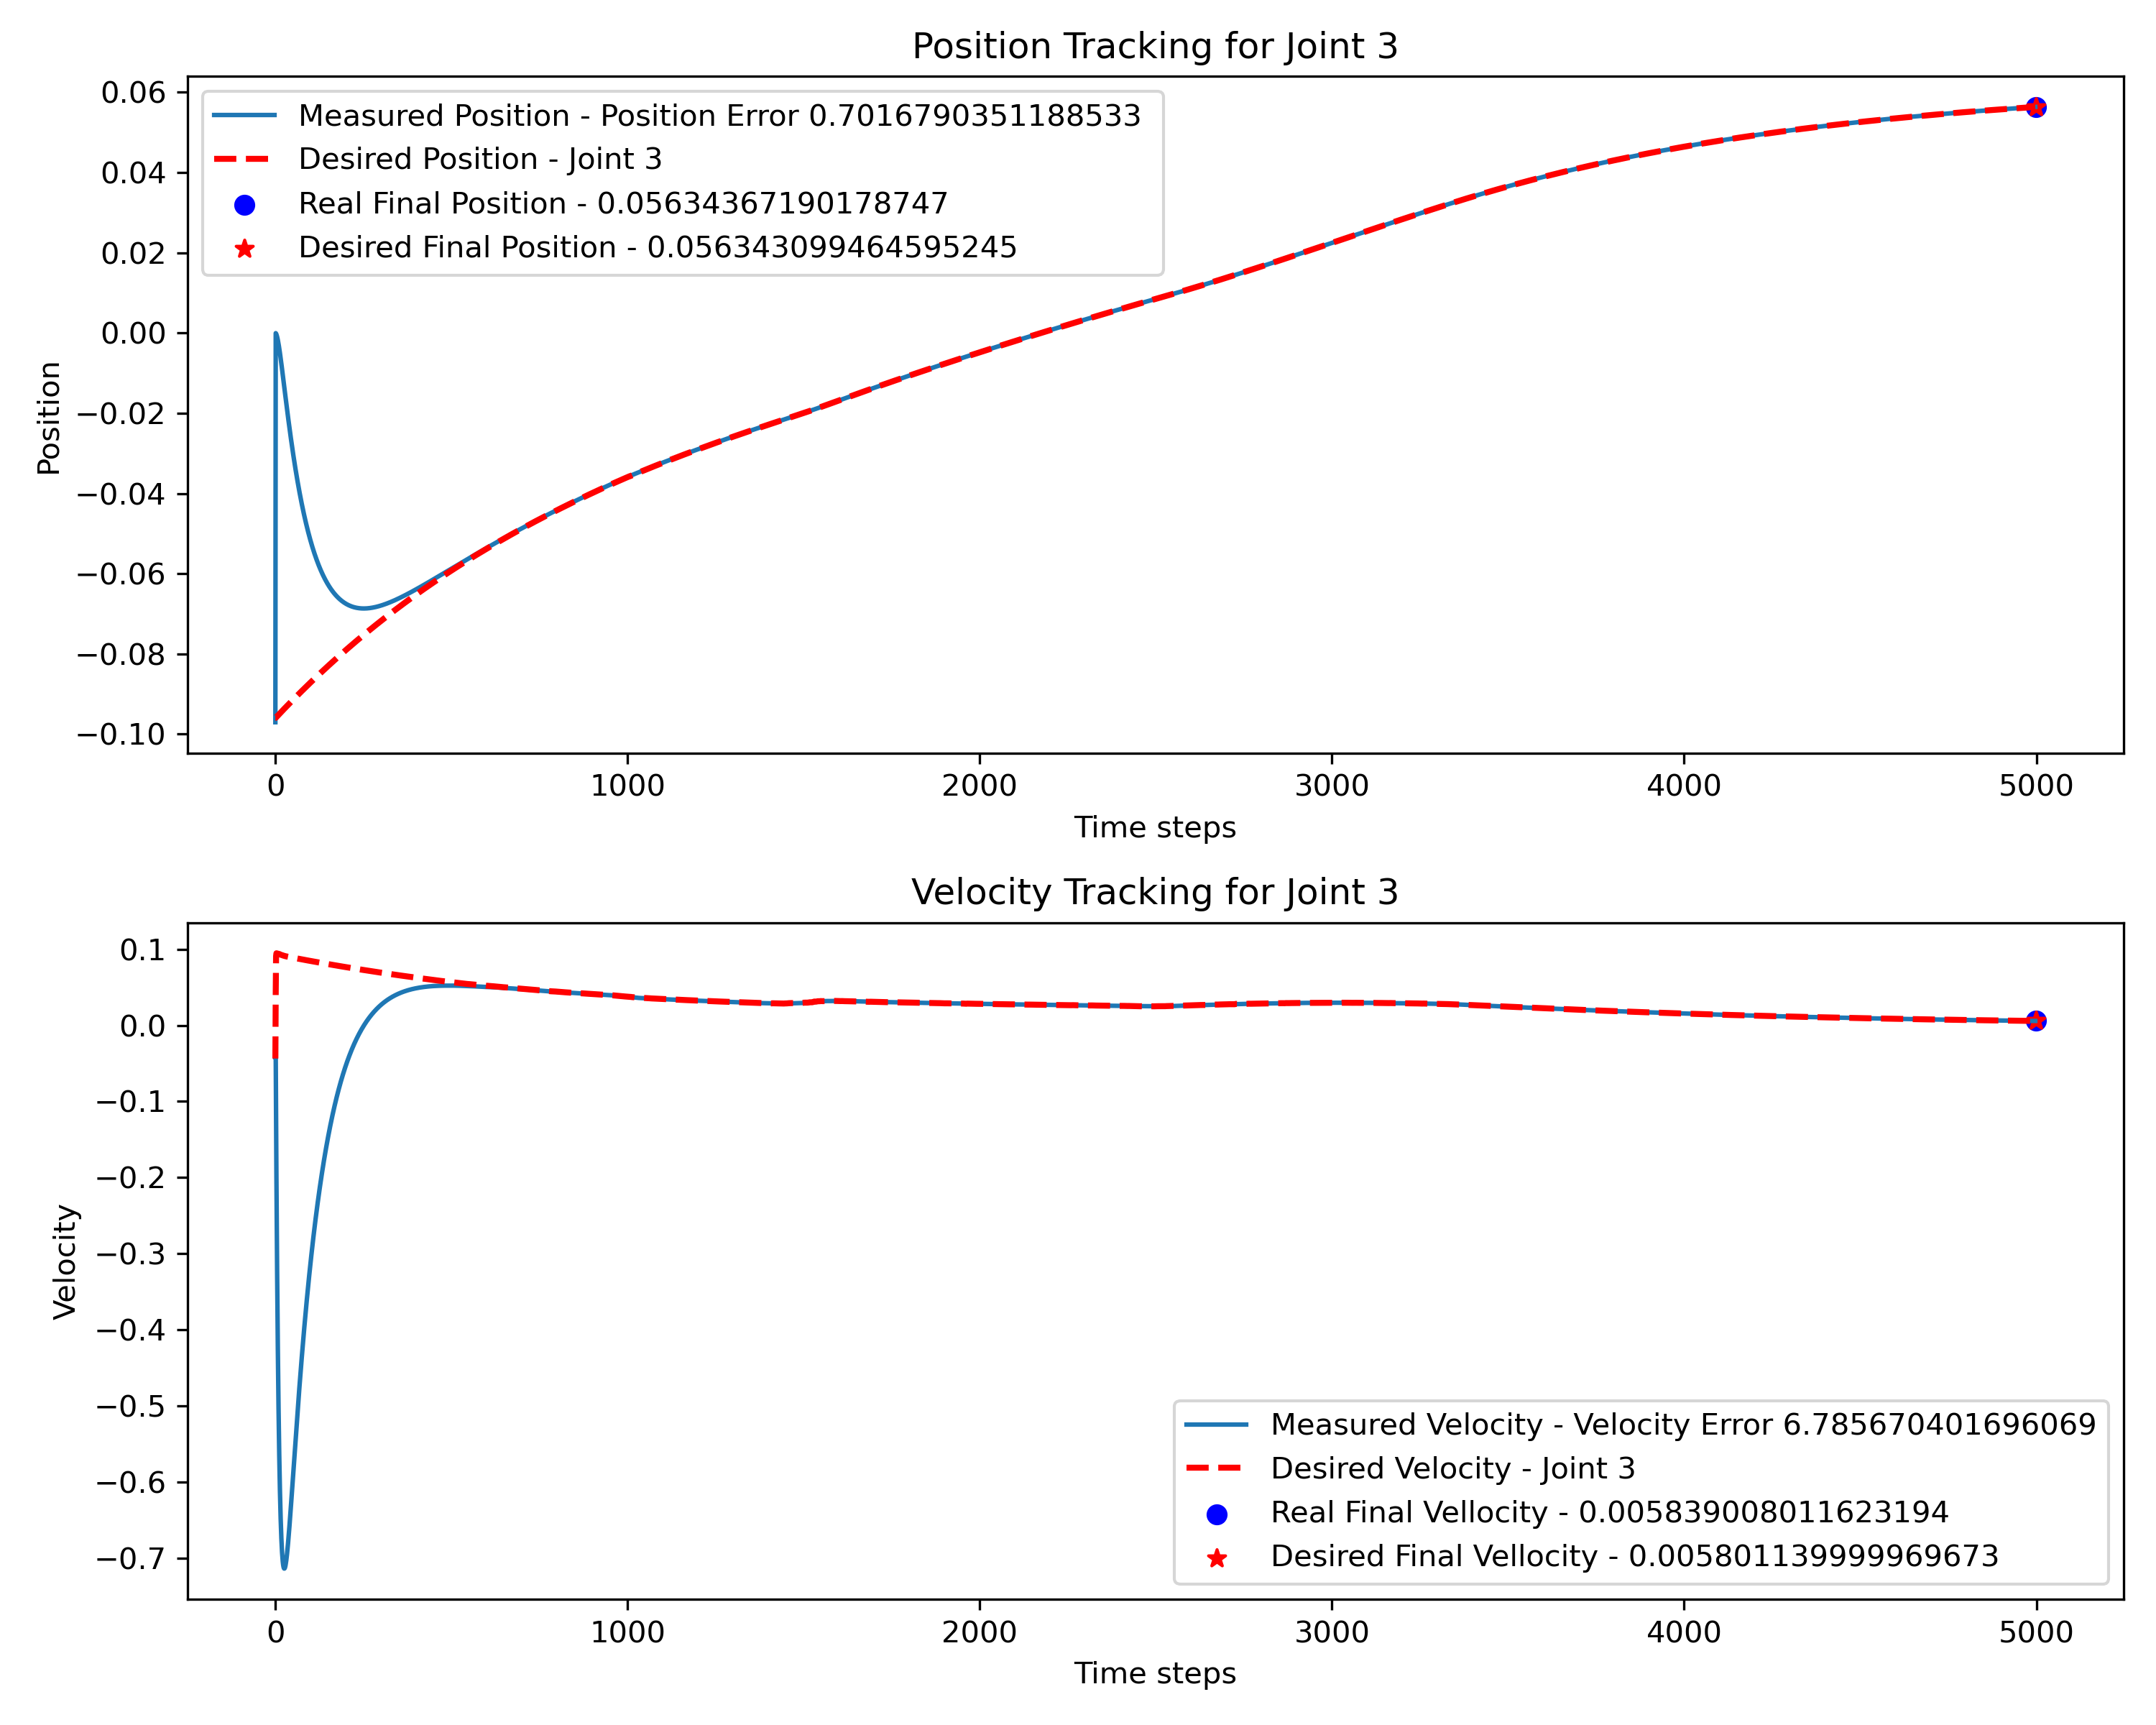 Position Tracking for Joint 3
0.06
0.04
0.02
0.00
−0.02
−0.04
−0.06
−0.08
−0.10
Position
Measured Position - Position Error 0.7016790351188533
Desired Position - Joint 3
Real Final Position - 0.05634367190178747
Desired Final Position - 0.056343099464595245
0 1000 2000 3000 4000 5000
Time steps
Velocity Tracking for Joint 3
0.1
0.0
−0.1
−0.2
−0.3
−0.4
−0.5
−0.6
−0.7
Velocity
Measured Velocity - Velocity Error 6.785670401696069
Desired Velocity - Joint 3
Real Final Vellocity - 0.005839008011623194
Desired Final Vellocity - 0.005801139999969673
0 1000 2000 3000 4000 5000
Time steps